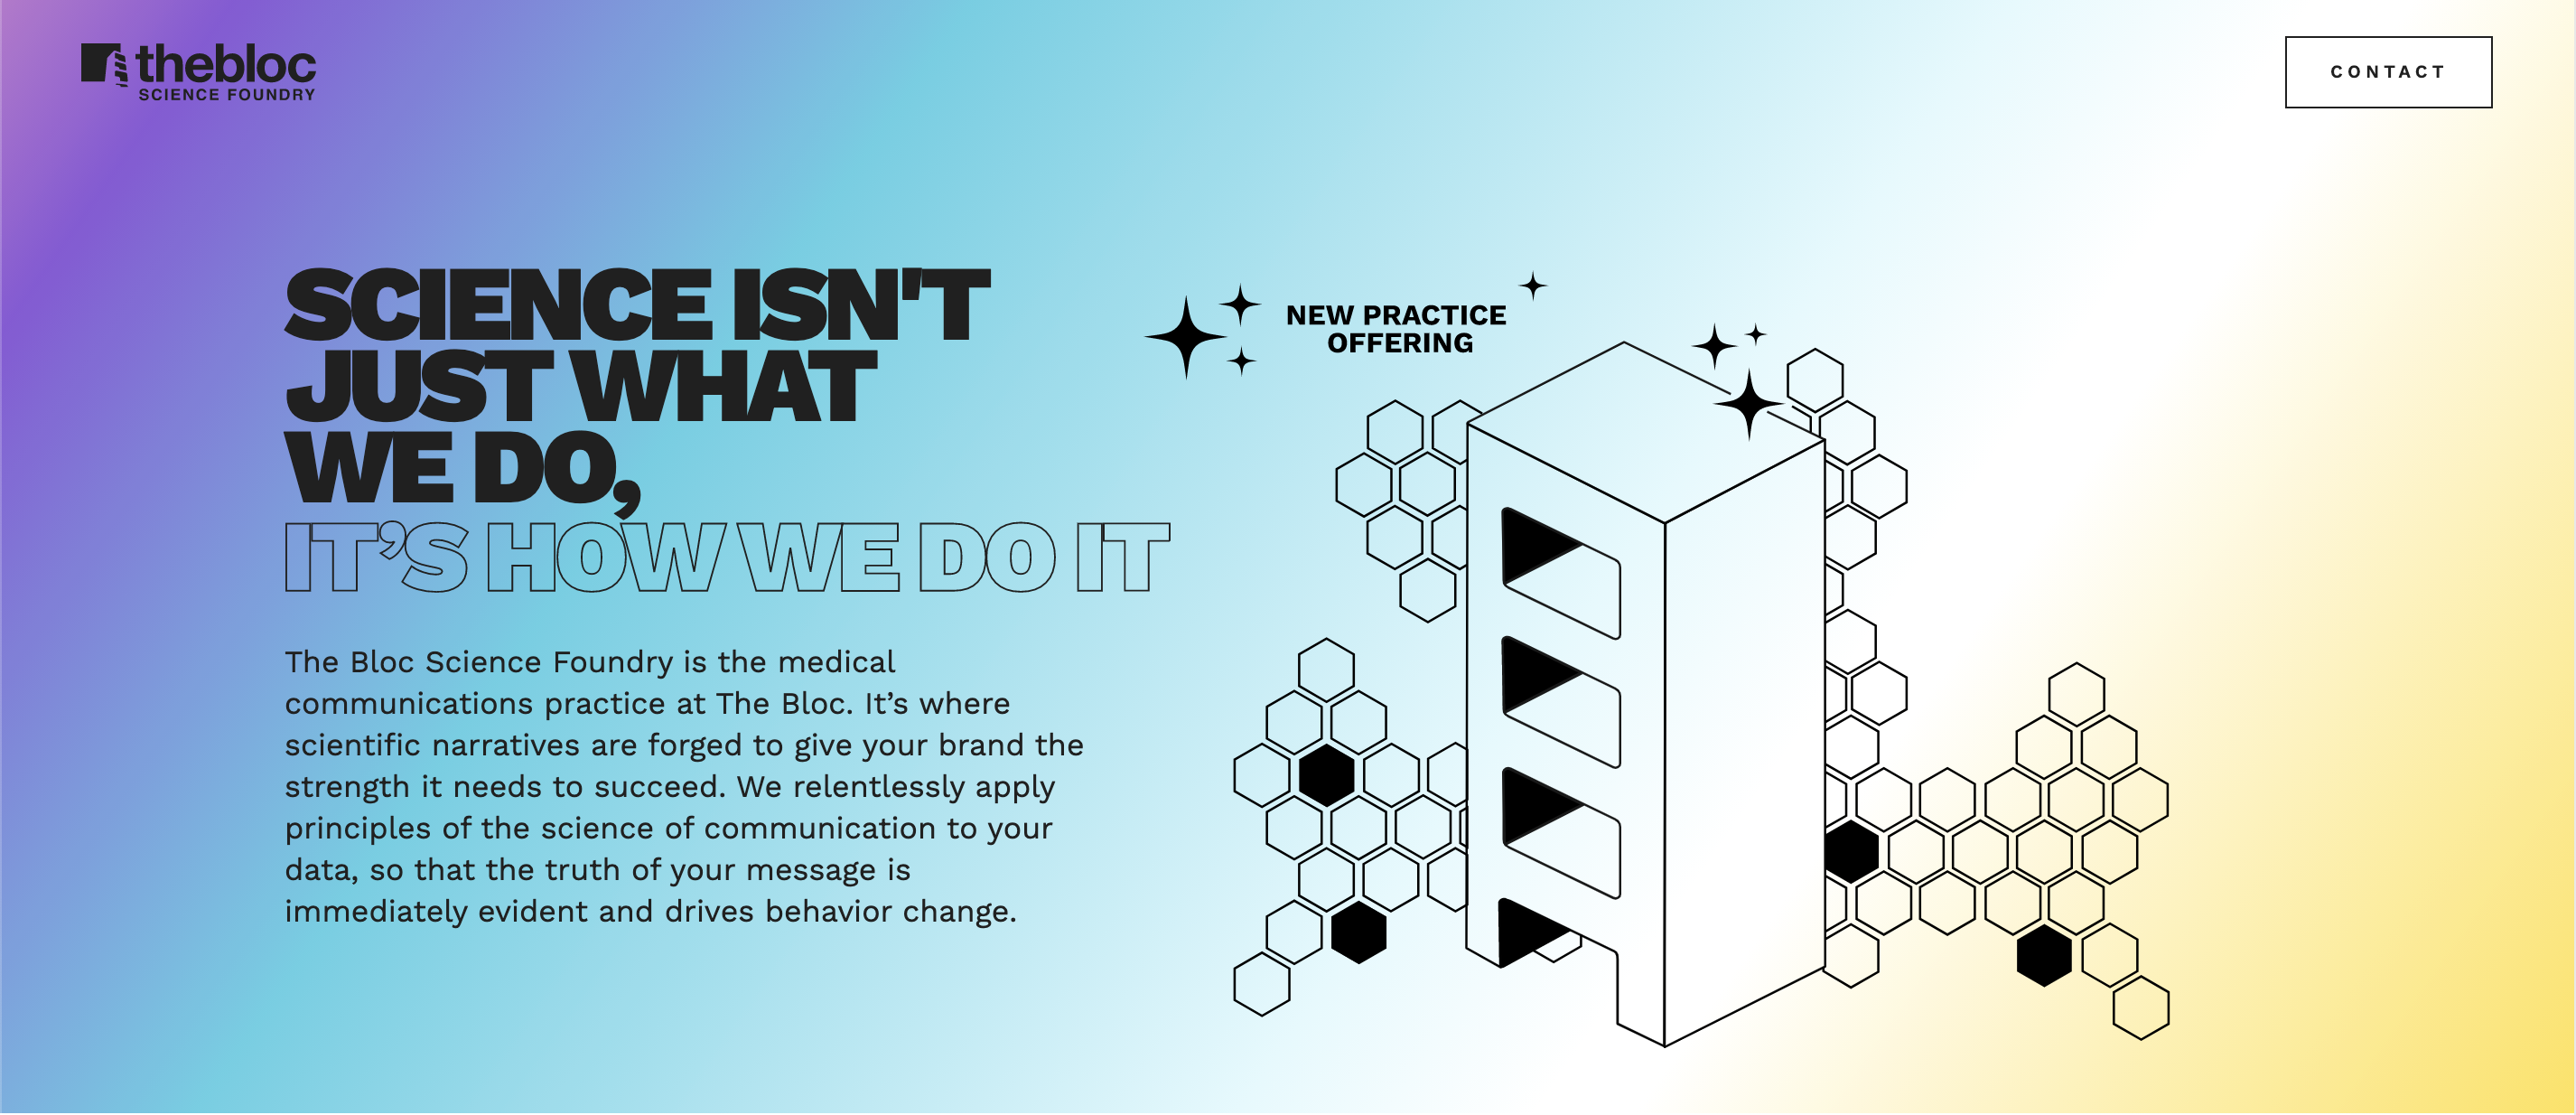 thebloc
SCIENCE FOUNDRY
CONTACT
SCIENCE ISN'T
JUST WHAT
WE DO,
IT’S HOW WE DO IT
NEW PRACTICE
OFFERING
The Bloc Science Foundry is the medical
communications practice at The Bloc. It’s where
scientific narratives are forged to give your brand the
strength it needs to succeed. We relentlessly apply
principles of the science of communication to your
data, so that the truth of your message is
immediately evident and drives behavior change.